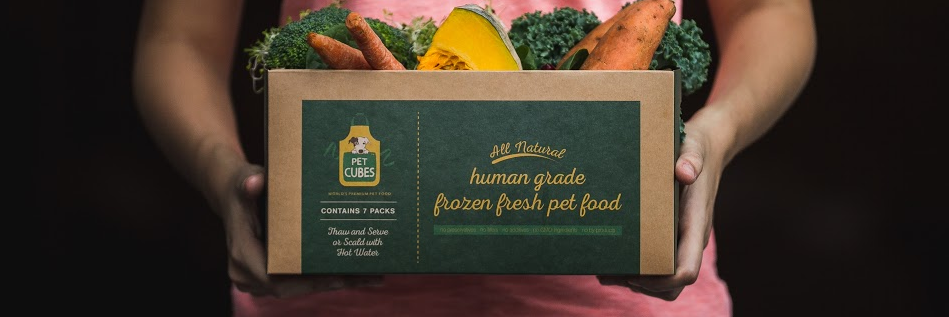 PET
CUBES
WORLD'S PREMIUM PET FOOD
CONTAINS 7 PACKS
Thaw and Serve
or Scald with
Hot Water
All Natural
human grade
frozen fresh pet food